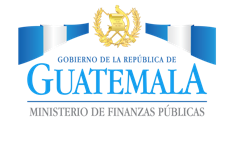 GOBIERNO DE LA REPÚBLICA DE
GUATEMALA
MINISTERIO DE FINANZAS PÚBLICAS